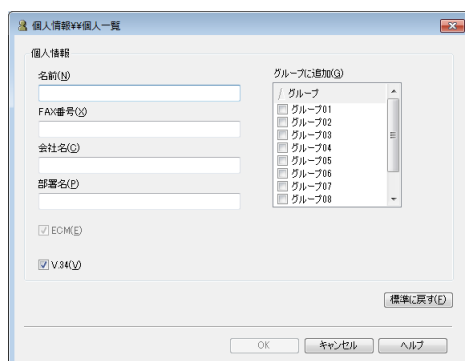 個人情報¥¥個人一覧
個人情報
名前(N)
FAX番号(X)
会社名(C)
部署名(P)
ECM(E)
V.34(V)
グループに追加(G)
/ グループ
グループ01
グループ02
グループ03
グループ04
グループ05
グループ06
グループ07
グループ08
標準に戻す(F)
OK
キャンセル
ヘルプ